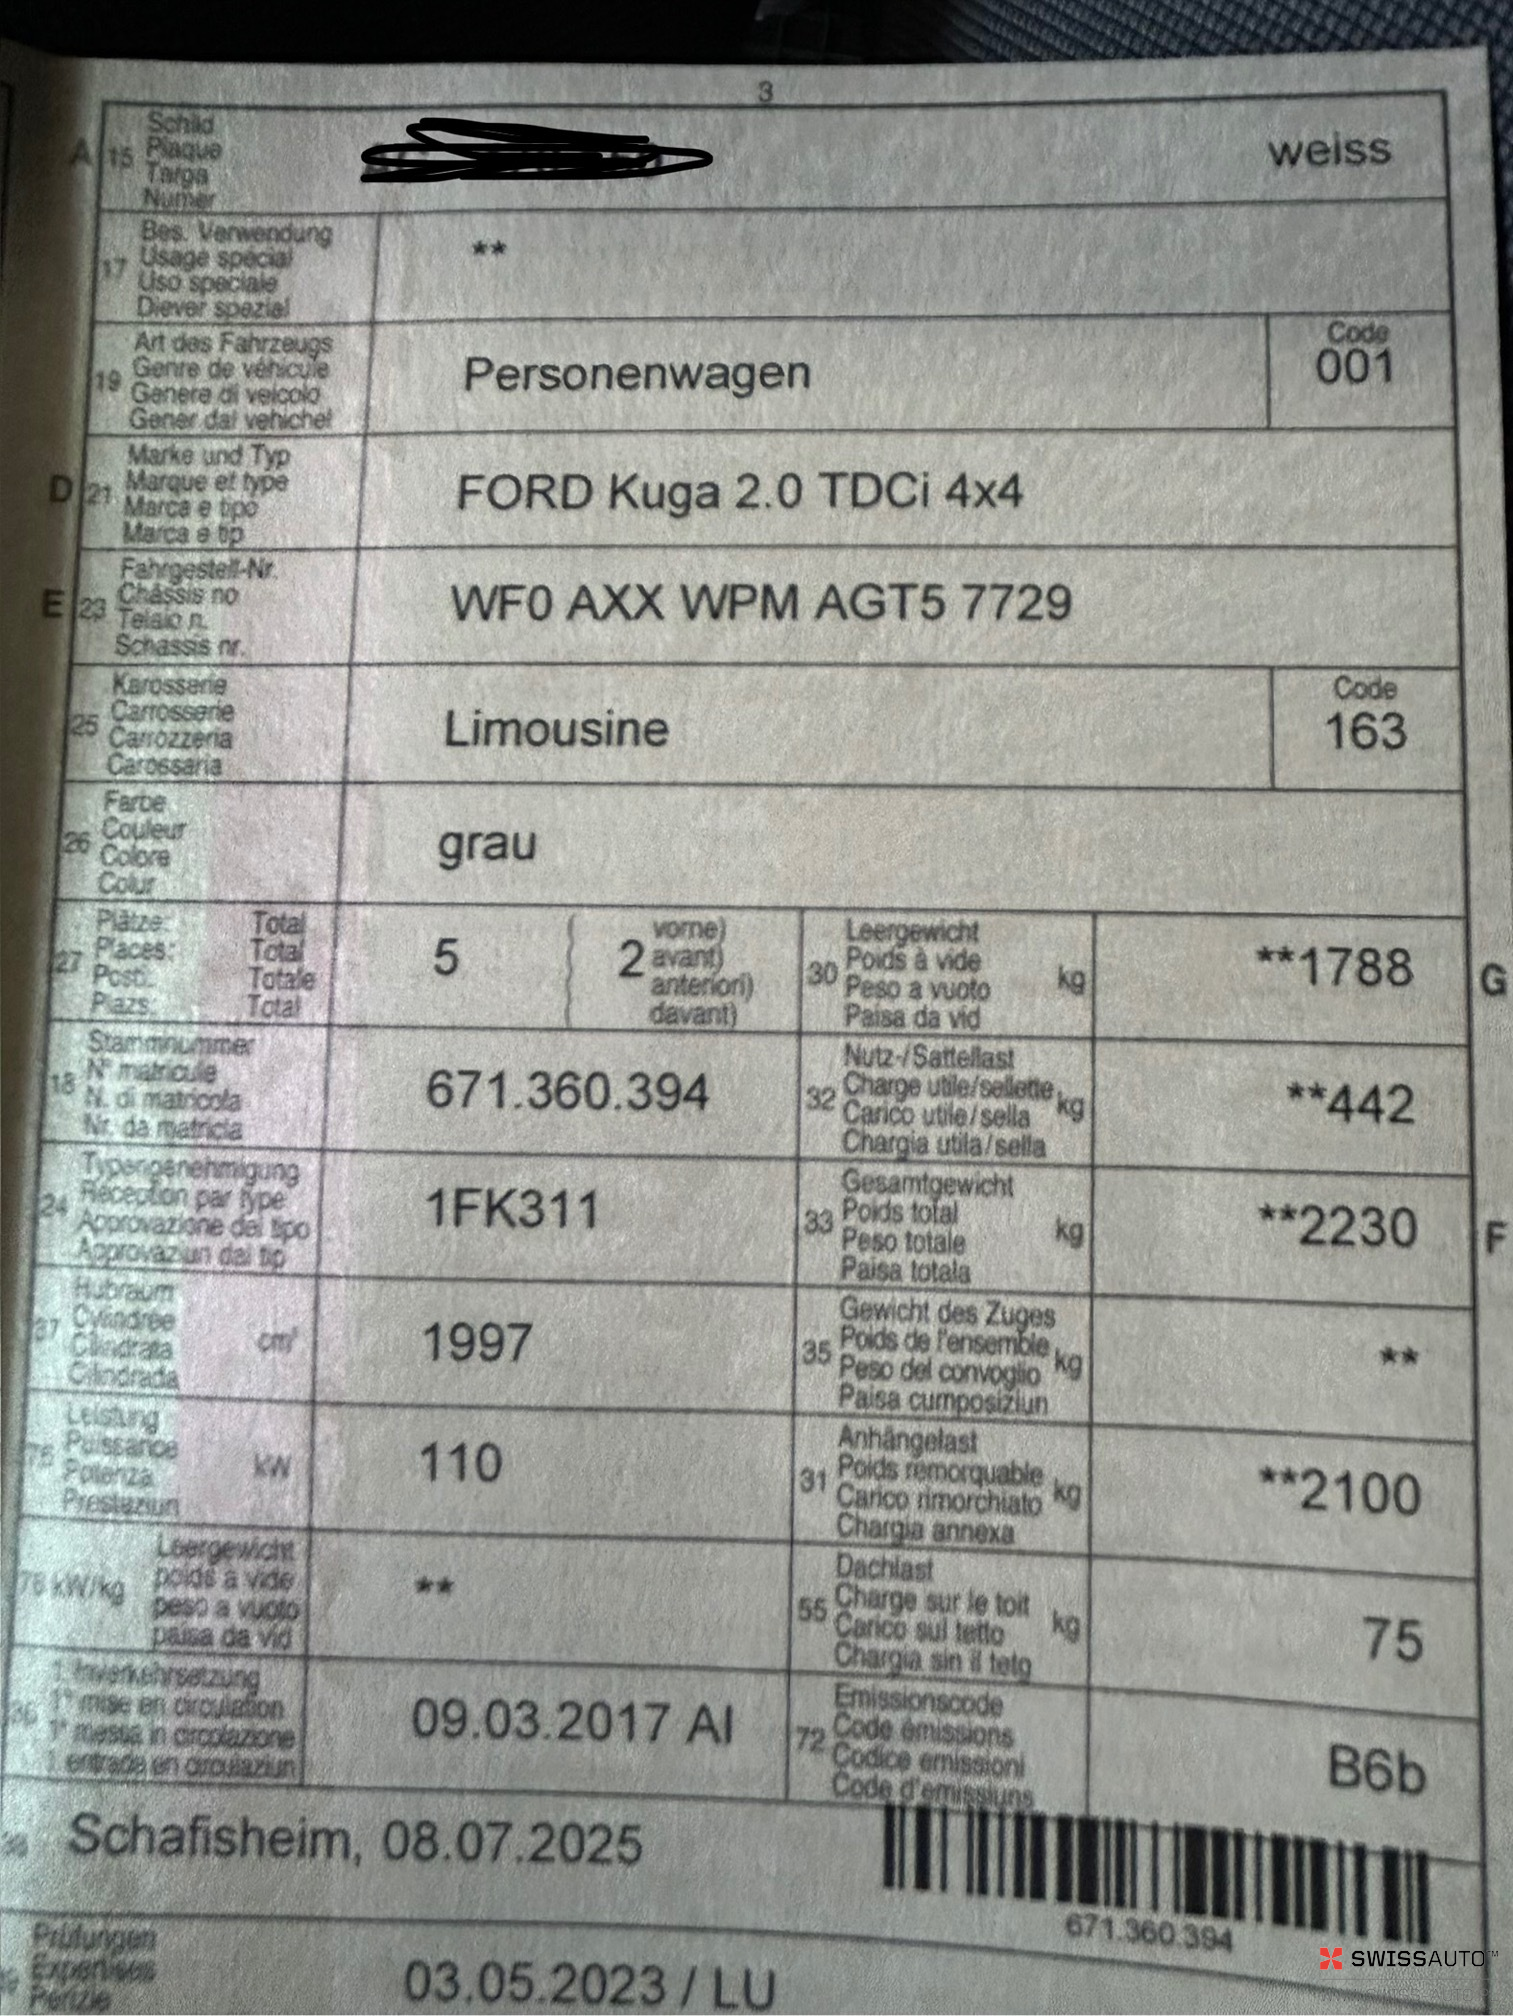 3
A 15 Schild
Plaque
Targa
Numer
weiss
17 Bes. Verwendung
Usage spécial
Uso speciale
Diever spezial
**
19 Art des Fahrzeugs
Genre de véhicule
Genere di veicolo
Gener dal vehichel
Personenwagen
Code
001
D 21 Marke und Typ
Marque et type
Marca e tipo
Marca e tip
FORD Kuga 2.0 TDCi 4x4
E 23 Fahrgestell-Nr.
Châssis no
Telaio n.
Schassis nr.
WF0 AXX WPM AGT5 7729
25 Karosserie
Carrosserie
Carrozzeria
Carossaria
Limousine
Code
163
26 Farbe
Couleur
Colore
Colur
grau
27 Plätze: Total
Places: Total
Posti: Totale
Plazs: Total
5 ( 2 vorne)
avant)
anteriori)
davant)
30 Leergewicht
Poids à vide
Peso a vuoto
Paisa da vid
kg
**1788 G
18 Stammnummer
N° matricule
N. di matricola
Nr. da matricla
671.360.394
32 Nutz-/Sattellast
Charge utile/sellette
Carico utile/sella
Chargia utila/sella
kg
**442
24 Typengenehmigung
Réception par type
Approvazione del tipo
Approvaziun dal tip
1FK311
33 Gesamtgewicht
Poids total
Peso totale
Paisa totala
kg
**2230 F
37 Hubraum
Cylindrée
Cilindrata
Cilindrada
cm³
1997
35 Gewicht des Zuges
Poids de l'ensemble
Peso del convoglio
Paisa cumposiziun
kg
**
76 Leistung
Puissance
Potenza
Prestaziun
kW
110
31 Anhängelast
Poids remorquable
Carico rimorchiato
Chargia annexa
kg
**2100
78 kW/kg Leergewicht
poids à vide
peso a vuoto
paisa da vid
**
55 Dachlast
Charge sur le toit
Carico sul tetto
Chargia sin il tetg
kg
75
36 1. Inverkehrsetzung
1re mise en circulation
1a messa in circolazione
1. entrada en circulaziun
09.03.2017 AI
72 Emissionscode
Code émissions
Codice emissioni
Code d'emissiuns
B6b
Schafisheim, 08.07.2025
671.360.394
Prüfungen
Expertises
Perizie
03.05.2023 / LU
SWISSAUTO™